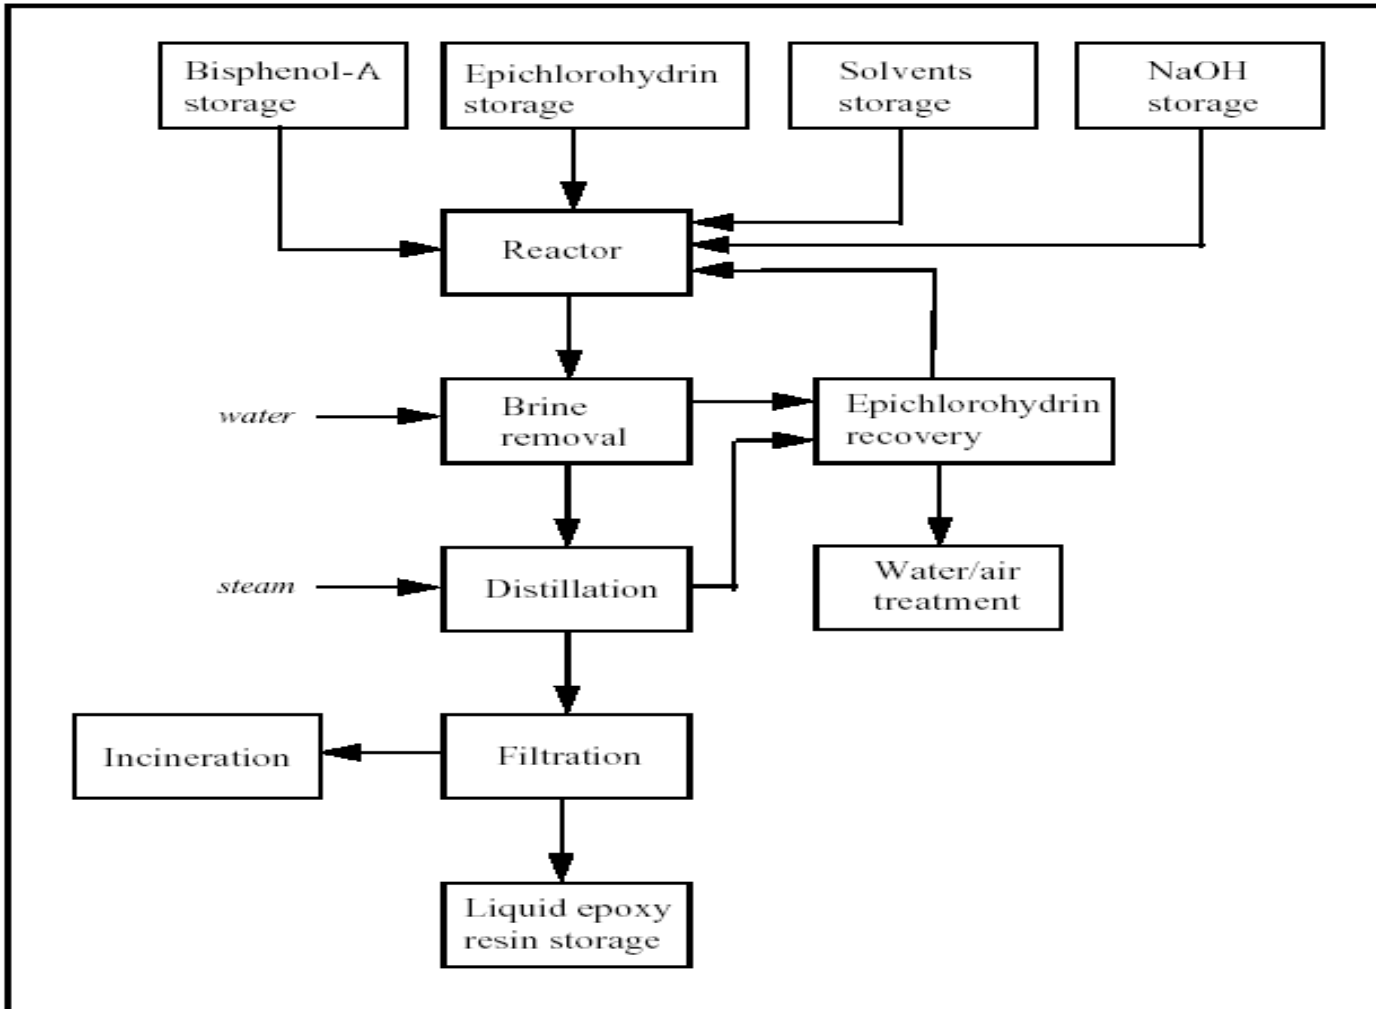 Bisphenol-A
storage
Epichlorohydrin
storage
Solvents
storage
NaOH
storage
Reactor
water
Brine
removal
Epichlorohydrin
recovery
steam
Distillation
Water/air
treatment
Incineration
Filtration
Liquid epoxy
resin storage